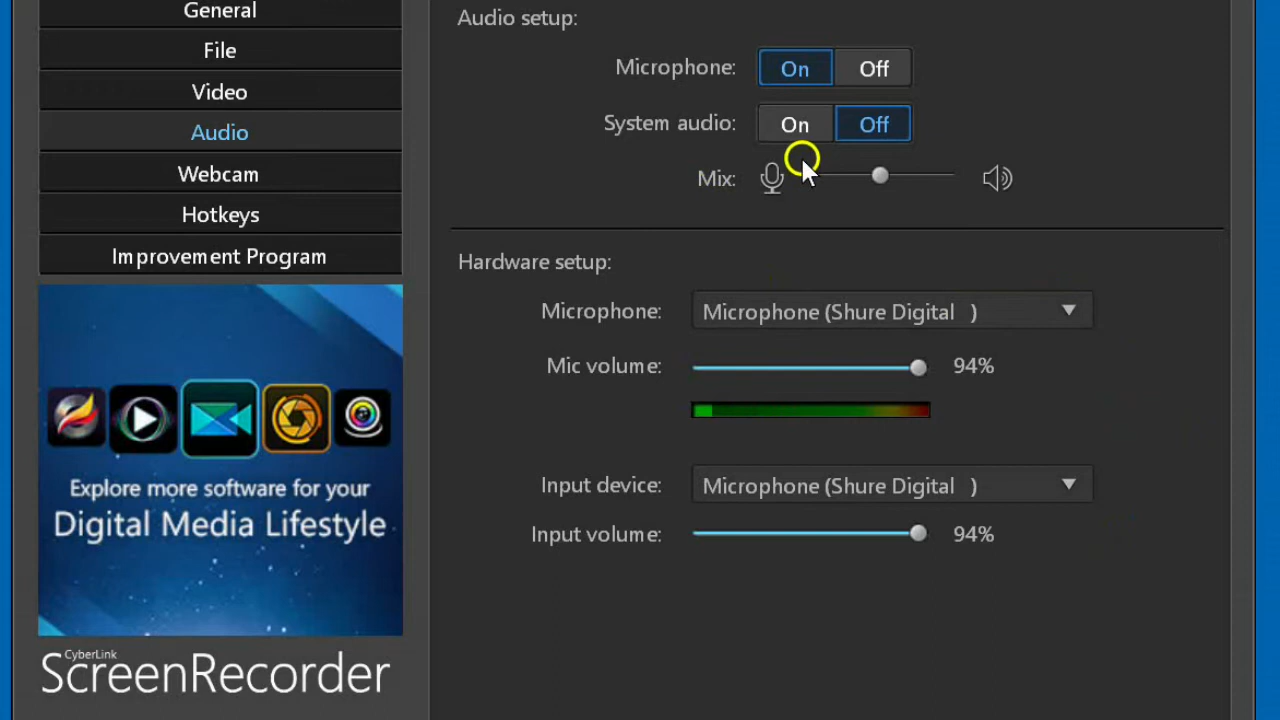 General
File
Video
Audio
Webcam
Hotkeys
Improvement Program
Explore more software for your
Digital Media Lifestyle
CyberLink
ScreenRecorder
Audio setup:
Microphone: On Off
System audio: On Off
Mix:
Hardware setup:
Microphone: Microphone (Shure Digital )
Mic volume: 94%
Input device: Microphone (Shure Digital )
Input volume: 94%